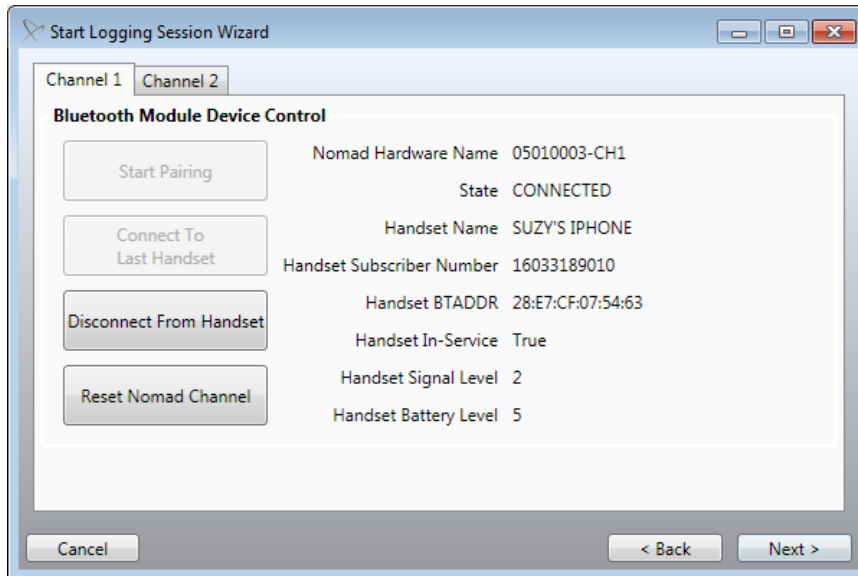 Start Logging Session Wizard
Channel 1
Channel 2
Bluetooth Module Device Control
Start Pairing
Connect To
Last Handset
Disconnect From Handset
Reset Nomad Channel
Nomad Hardware Name 05010003-CH1
State CONNECTED
Handset Name SUZY'S IPHONE
Handset Subscriber Number 16033189010
Handset BTADDR 28:E7:CF:07:54:63
Handset In-Service True
Handset Signal Level 2
Handset Battery Level 5
Cancel
< Back
Next >